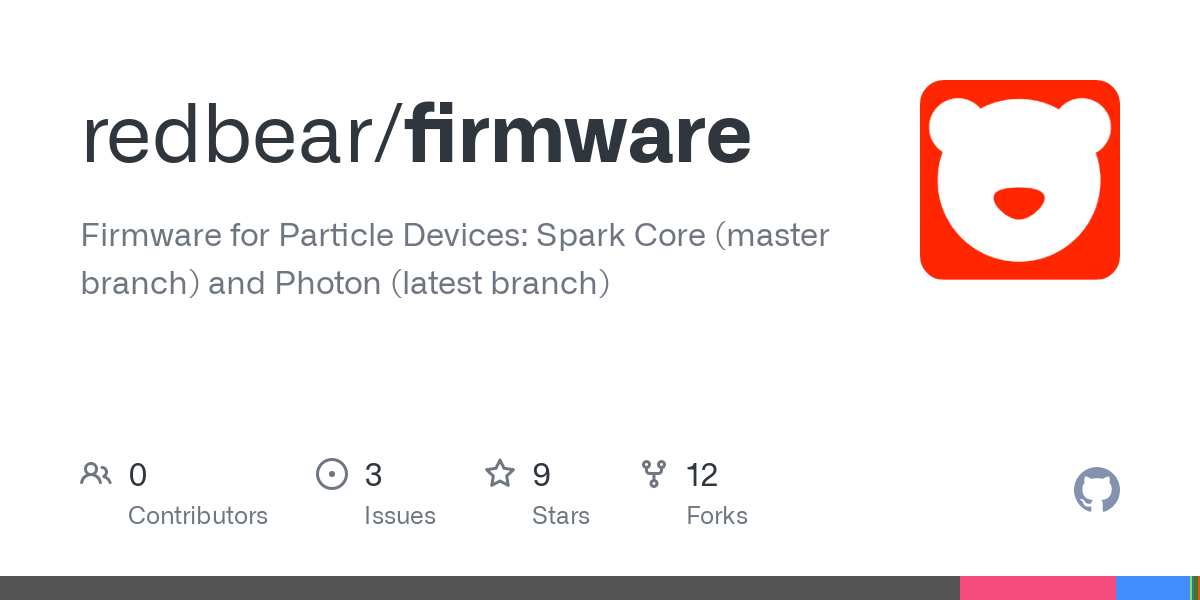 redbear/firmware
Firmware for Particle Devices: Spark Core (master
branch) and Photon (latest branch)
0 3 9 12
Contributors Issues Stars Forks